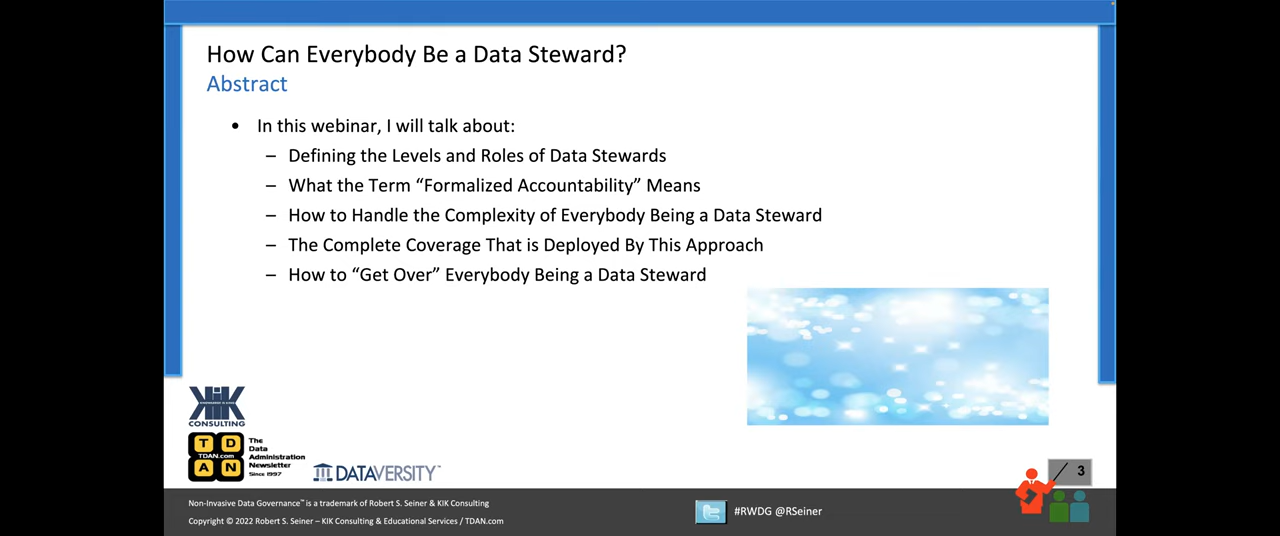 How Can Everybody Be a Data Steward?
Abstract
• In this webinar, I will talk about:
– Defining the Levels and Roles of Data Stewards
– What the Term “Formalized Accountability” Means
– How to Handle the Complexity of Everybody Being a Data Steward
– The Complete Coverage That is Deployed By This Approach
– How to “Get Over” Everybody Being a Data Steward
KIK
CONSULTING
T D
TDAN.com
A N
The
Data
Administration
Newsletter
Since 1997
DATAVERSITY™
3
Non-Invasive Data Governance™ is a trademark of Robert S. Seiner & KIK Consulting
Copyright © 2022 Robert S. Seiner – KIK Consulting & Educational Services / TDAN.com
#RWDG @RSeiner